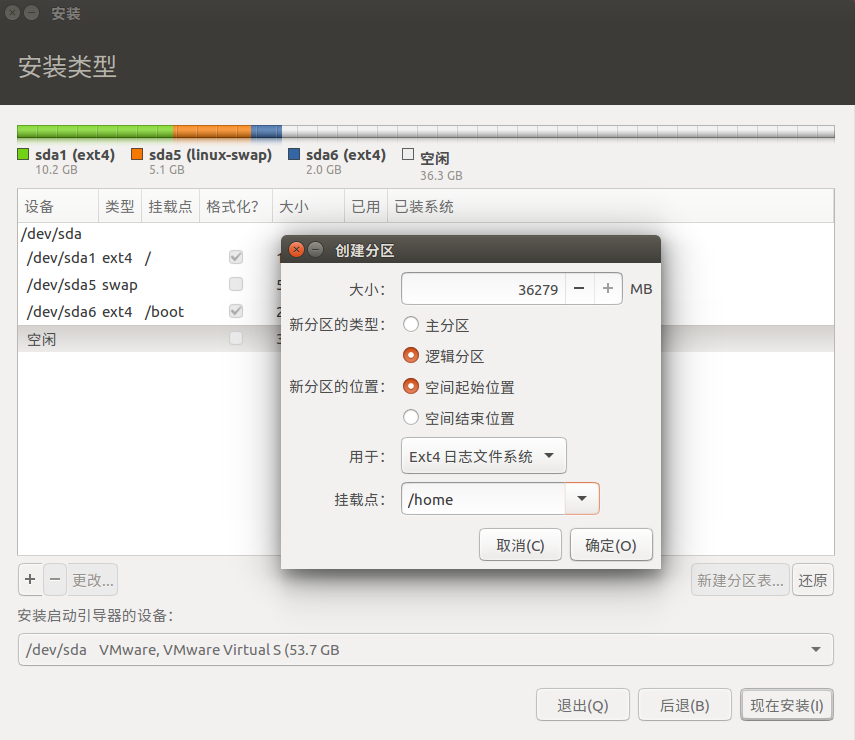 安装
安装类型
sda1 (ext4) sda5 (linux-swap) sda6 (ext4) 空闲
10.2 GB 5.1 GB 2.0 GB 36.3 GB
设备 类型 挂载点 格式化? 大小 已用 已装系统
/dev/sda
/dev/sda1 ext4 /
/dev/sda5 swap
/dev/sda6 ext4 /boot
空闲
创建分区
大小: 36279 MB
新分区的类型: 主分区
逻辑分区
新分区的位置: 空间起始位置
空间结束位置
用于: Ext4 日志文件系统
挂载点: /home
取消(C) 确定(O)
+ − 更改... 新建分区表... 还原
安装启动引导器的设备:
/dev/sda VMware, VMware Virtual S (53.7 GB
退出(Q) 后退(B) 现在安装(I)